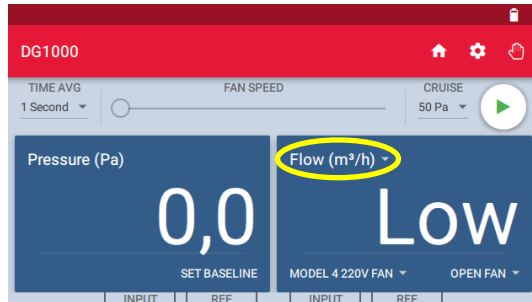 DG1000
TIME AVG FAN SPEED CRUISE
1 Second 50 Pa
Pressure (Pa) Flow (m³/h)
0,0 Low
SET BASELINE MODEL 4 220V FAN OPEN FAN
INPUT REF INPUT REF